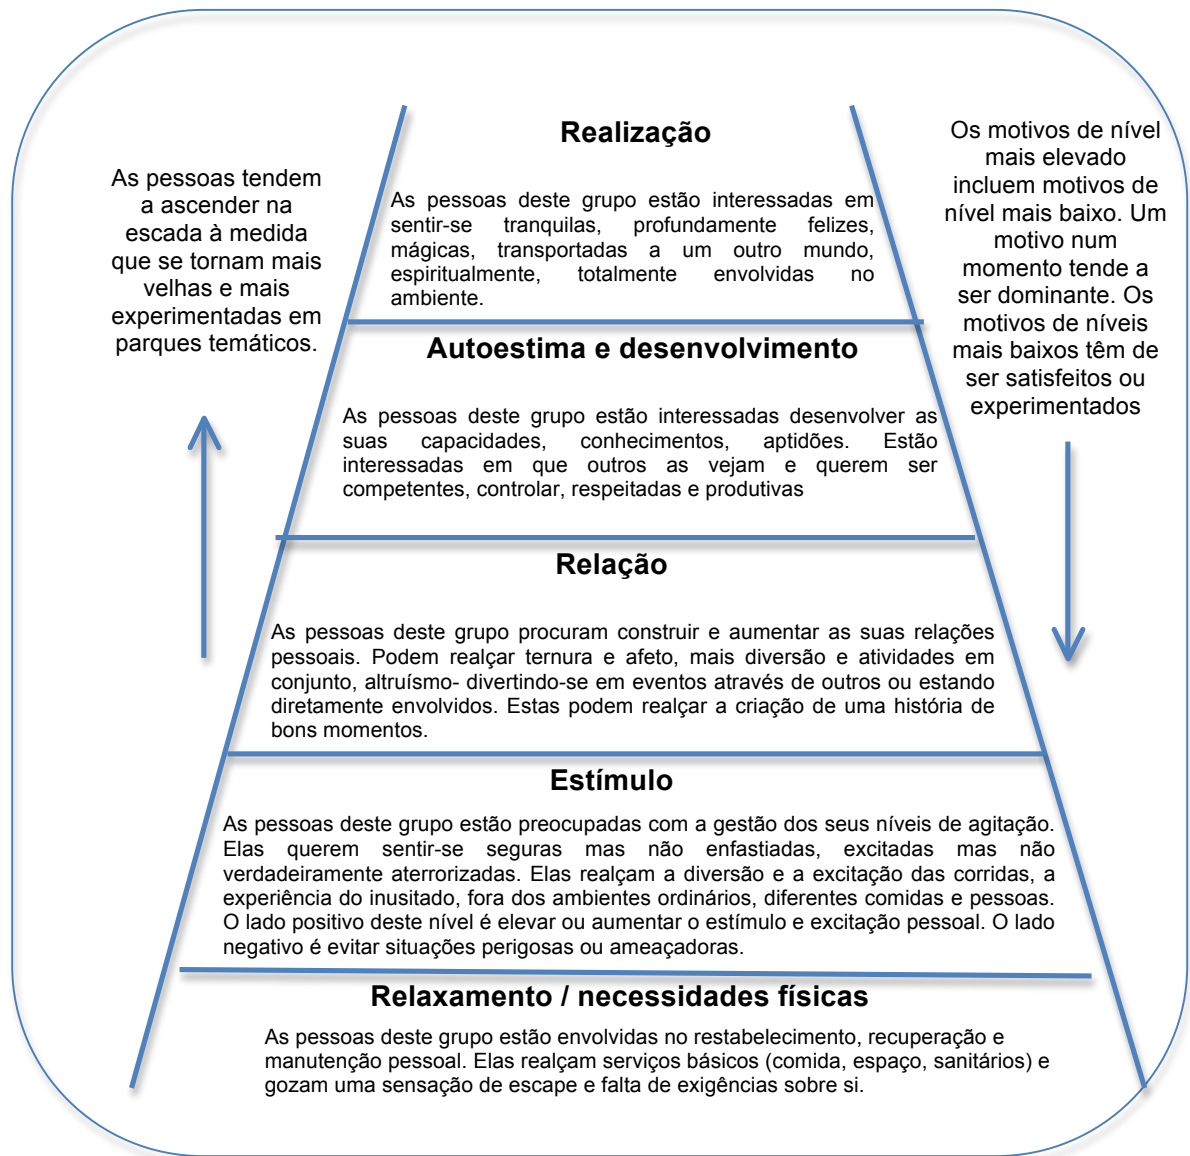 As pessoas tendem
a ascender na
escada à medida
que se tornam mais
velhas e mais
experimentadas em
parques temáticos.
Realização
As pessoas deste grupo estão interessadas em
sentir-se tranquilas, profundamente felizes,
mágicas, transportadas a um outro mundo,
espiritualmente, totalmente envolvidas no
ambiente.
Os motivos de nível
mais elevado
incluem motivos de
nível mais baixo. Um
motivo num
momento tende a
ser dominante. Os
motivos de níveis
mais baixos têm de
ser satisfeitos ou
experimentados
Autoestima e desenvolvimento
As pessoas deste grupo estão interessadas desenvolver as
suas capacidades, conhecimentos, aptidões. Estão
interessadas em que outros as vejam e querem ser
competentes, controlar, respeitadas e produtivas
Relação
As pessoas deste grupo procuram construir e aumentar as suas relações
pessoais. Podem realçar ternura e afeto, mais diversão e atividades em
conjunto, altruísmo- divertindo-se em eventos através de outros ou estando
diretamente envolvidos. Estas podem realçar a criação de uma história de
bons momentos.
Estímulo
As pessoas deste grupo estão preocupadas com a gestão dos seus níveis de agitação.
Elas querem sentir-se seguras mas não enfastiadas, excitadas mas não
verdadeiramente aterrorizadas. Elas realçam a diversão e a excitação das corridas, a
experiência do inusitado, fora dos ambientes ordinários, diferentes comidas e pessoas.
O lado positivo deste nível é elevar ou aumentar o estímulo e excitação pessoal. O lado
negativo é evitar situações perigosas ou ameaçadoras.
Relaxamento / necessidades físicas
As pessoas deste grupo estão envolvidas no restabelecimento, recuperação e
manutenção pessoal. Elas realçam serviços básicos (comida, espaço, sanitários) e
gozam uma sensação de escape e falta de exigências sobre si.